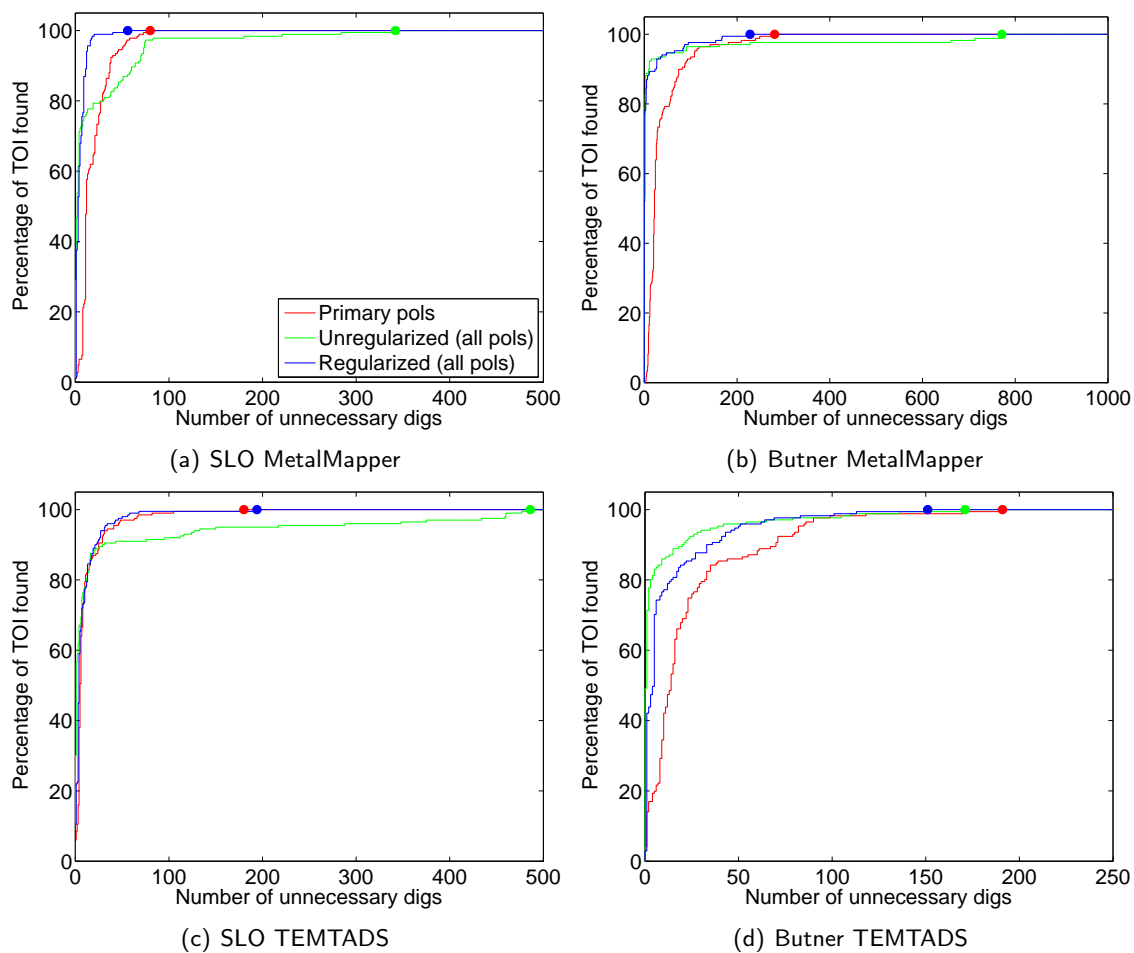 100
80
60
40
20
0
Percentage of TOI found
Primary pols
Unregularized (all pols)
Regularized (all pols)
0 100 200 300 400 500
Number of unnecessary digs
(a) SLO MetalMapper
100
80
60
40
20
0
Percentage of TOI found
0 200 400 600 800 1000
Number of unnecessary digs
(b) Butner MetalMapper
100
80
60
40
20
0
Percentage of TOI found
0 100 200 300 400 500
Number of unnecessary digs
(c) SLO TEMTADS
100
80
60
40
20
0
Percentage of TOI found
0 50 100 150 200 250
Number of unnecessary digs
(d) Butner TEMTADS